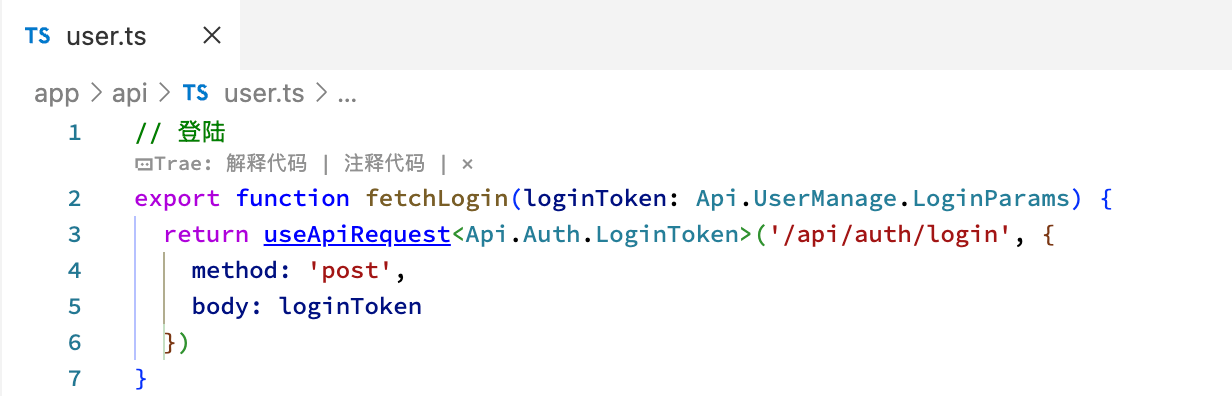 TS user.ts ×
app > api > TS user.ts > ...
1 // 登陆
Trae: 解释代码 | 注释代码 | ×
2 export function fetchLogin(loginToken: Api.UserManage.LoginParams) {
3 return useApiRequest<Api.Auth.LoginToken>('/api/auth/login', {
4 method: 'post',
5 body: loginToken
6 })
7 }